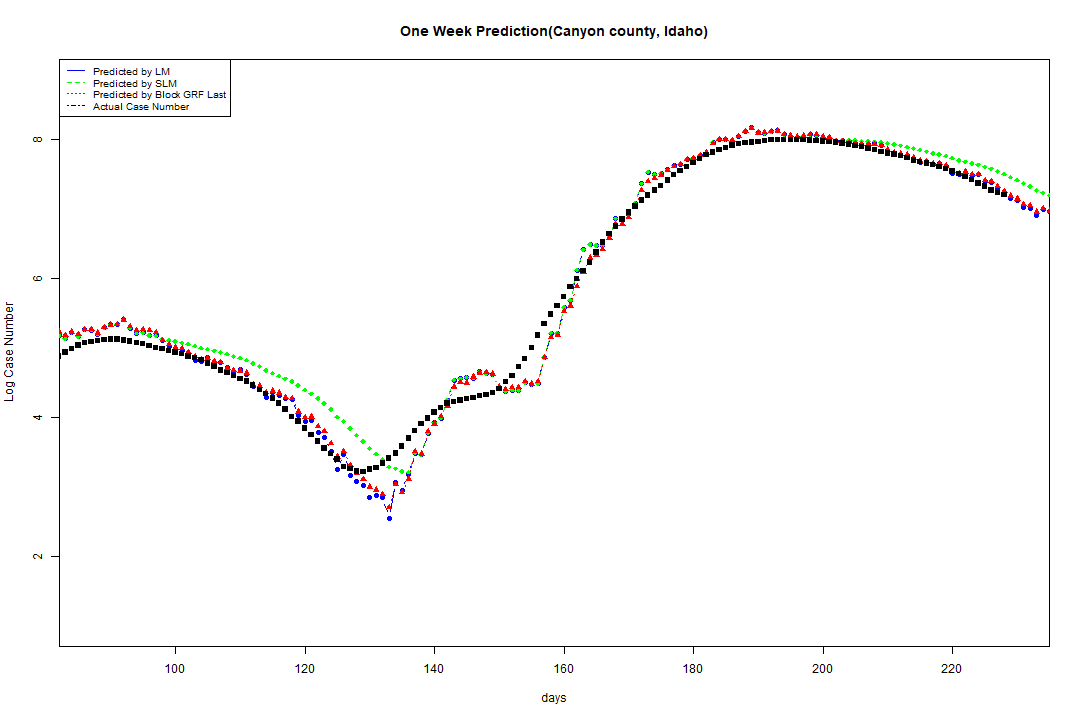 One Week Prediction(Canyon county, Idaho)
Predicted by LM
Predicted by SLM
Predicted by Block GRF Last
Actual Case Number
8
6
4
2
Log Case Number
100 120 140 160 180 200 220
days